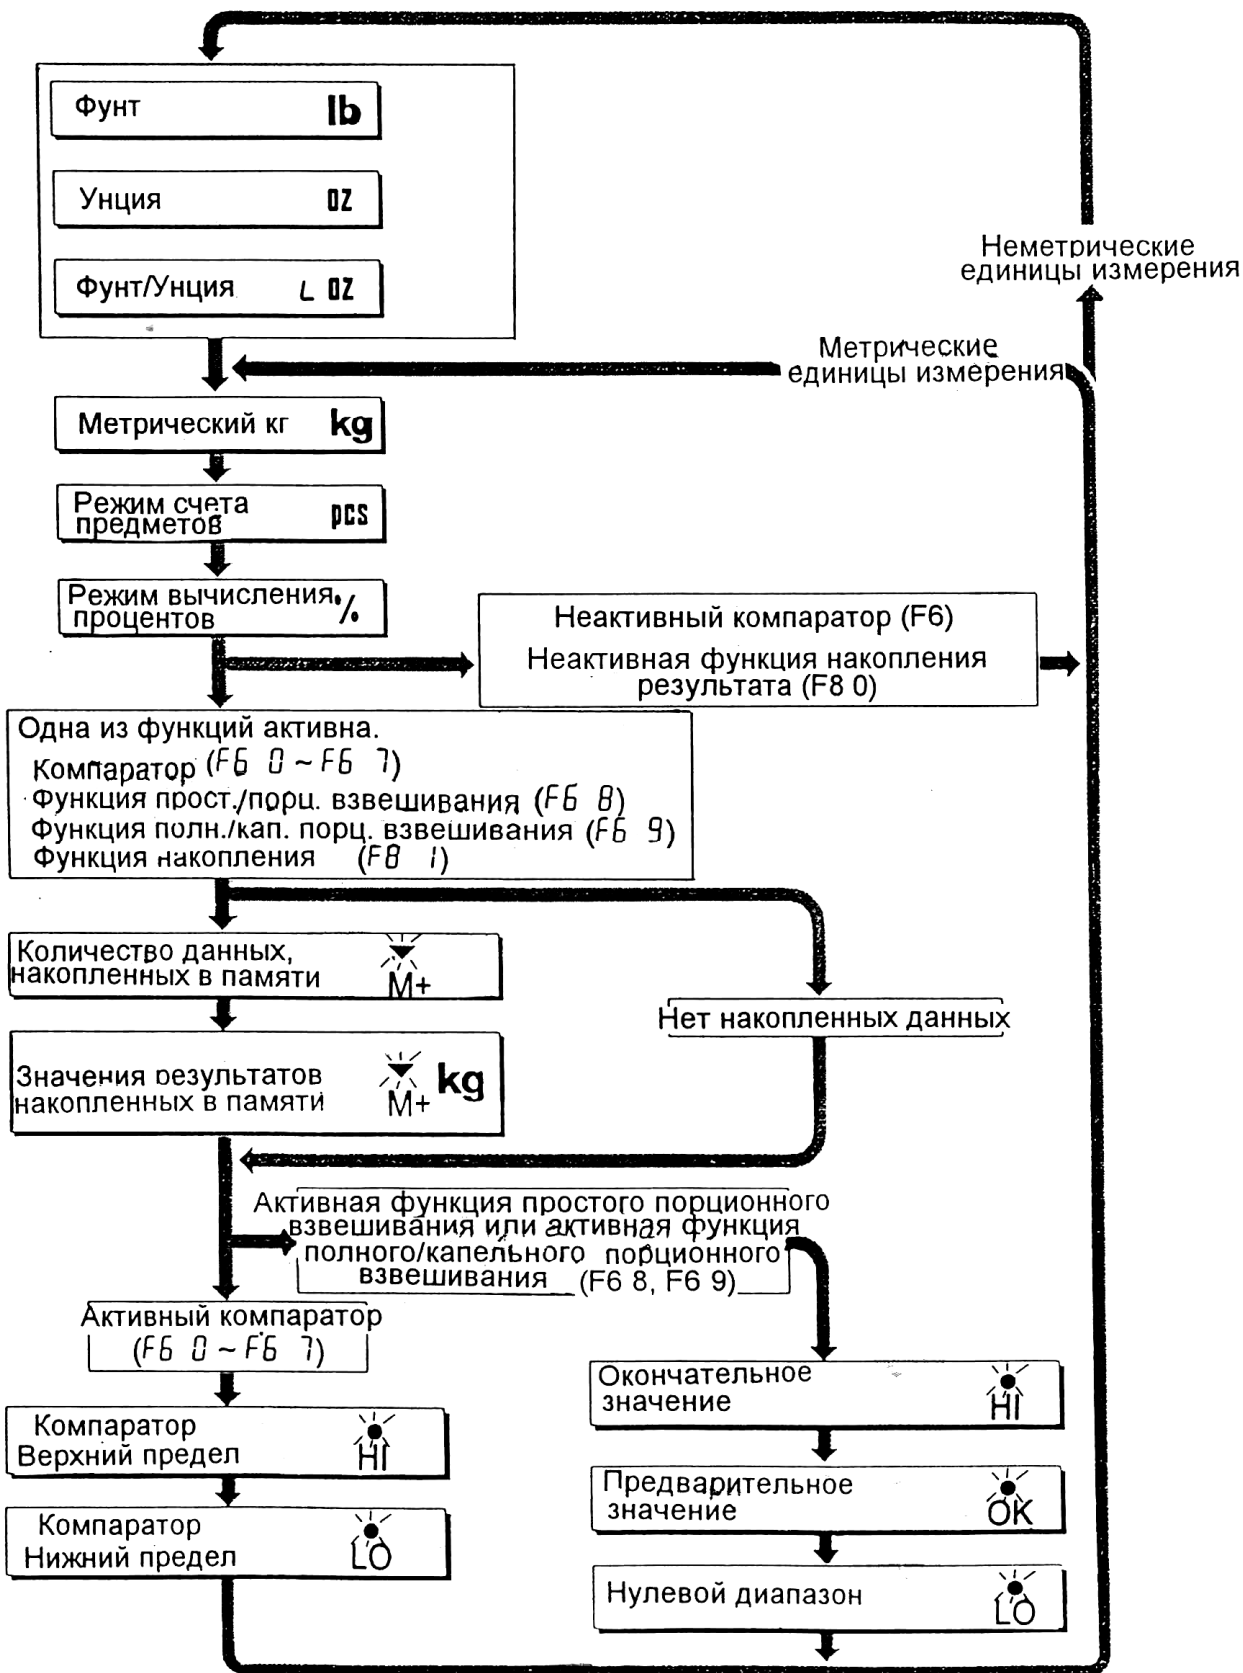 Фунт lb
Унция OZ
Фунт/Унция L OZ
Неметрические
единицы измерения
Метрические
единицы измерения
Метрический кг kg
Режим счета
предметов pcs
Режим вычисления
процентов %
Неактивный компаратор (F6)
Неактивная функция накопления
результата (F8 0)
Одна из функций активна.
Компаратор (F6 0 ~ F6 7)
Функция прост./порц. взвешивания (F6 8)
Функция полн./кап. порц. взвешивания (F6 9)
Функция накопления (F8 1)
Количество данных,
накопленных в памяти M+
Нет накопленных данных
Значения результатов
накопленных в памяти M+ kg
Активная функция простого порционного
взвешивания или активная функция
полного/капельного порционного
взвешивания (F6 8, F6 9)
Активный компаратор
(F6 0 ~ F6 7)
Компаратор
Верхний предел HI
Компаратор
Нижний предел LO
Окончательное
значение HI
Предварительное
значение OK
Нулевой диапазон LO